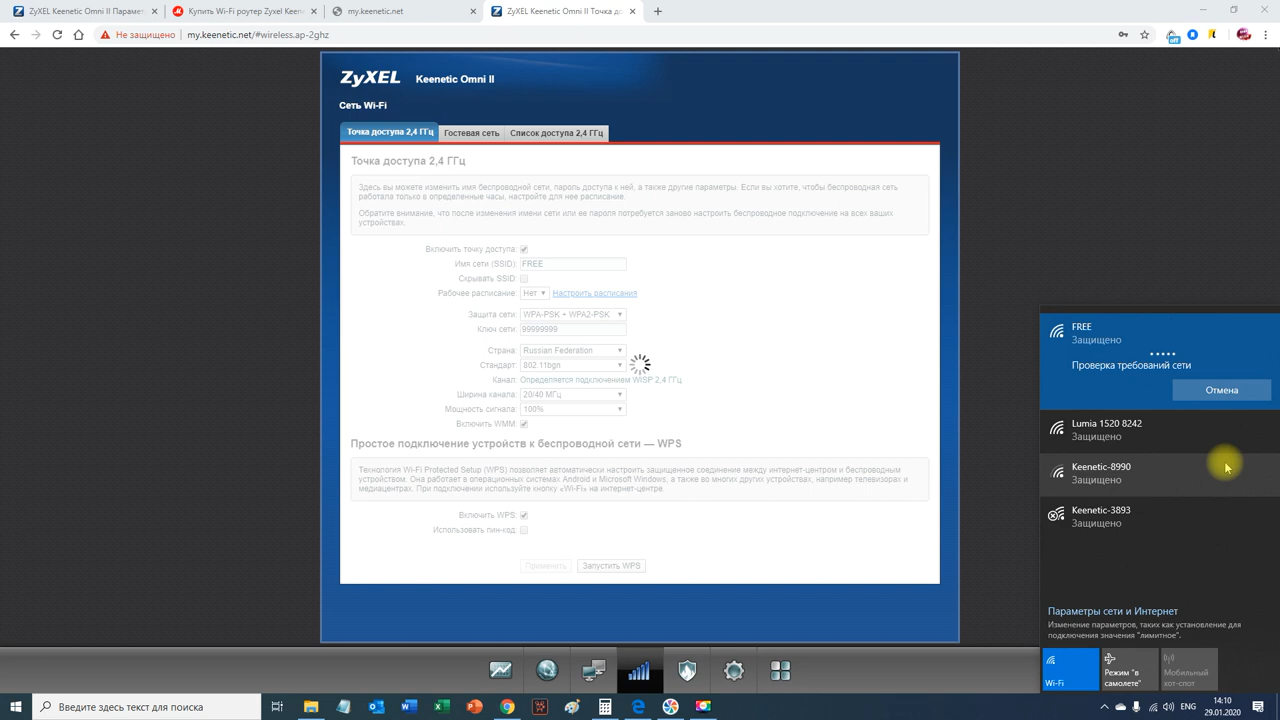 ZyXEL Keenetic Omni II Парамет
Купить Wi-Fi роутер Zyxel Keene
my.keenetic.net
ZyXEL Keenetic Omni II Точка до
Не защищено
my.keenetic.net/#wireless.ap-2ghz
off
ZyXEL Keenetic Omni II
Сеть Wi-Fi
Точка доступа 2,4 ГГц
Гостевая сеть
Список доступа 2,4 ГГц
Точка доступа 2,4 ГГц
Здесь вы можете изменить имя беспроводной сети, пароль доступа к ней, а также другие параметры. Если вы хотите, чтобы беспроводная сеть
работала только в определенные часы, настройте для нее расписание.
Обратите внимание, что после изменения имени сети или ее пароля потребуется заново настроить беспроводное подключение на всех ваших
устройствах.
Включить точку доступа:
Имя сети (SSID): FREE
Скрывать SSID:
Рабочее расписание: Нет Настроить расписания
Защита сети: WPA-PSK + WPA2-PSK
Ключ сети: 99999999
Страна: Russian Federation
Стандарт: 802.11bgn
Канал: Определяется подключением WISP 2,4 ГГц
Ширина канала: 20/40 МГц
Мощность сигнала: 100%
Включить WMM:
Простое подключение устройств к беспроводной сети — WPS
Технология Wi-Fi Protected Setup (WPS) позволяет автоматически настроить защищенное соединение между интернет-центром и беспроводным
устройством. Она работает в операционных системах Android и Microsoft Windows, а также во многих других устройствах, например телевизорах и
медиацентрах. При подключении используйте кнопку «Wi-Fi» на интернет-центре.
Включить WPS:
Использовать пин-код:
Применить
Запустить WPS
FREE
Защищено
Проверка требований сети
Отмена
Lumia 1520 8242
Защищено
Keenetic-8990
Защищено
Keenetic-3893
Защищено
Параметры сети и Интернет
Изменение параметров, таких как установление для
подключения значения "лимитное".
Wi-Fi
Режим "в
самолете"
Мобильный
хот-спот
Введите здесь текст для поиска
ENG
14:10
29.01.2020